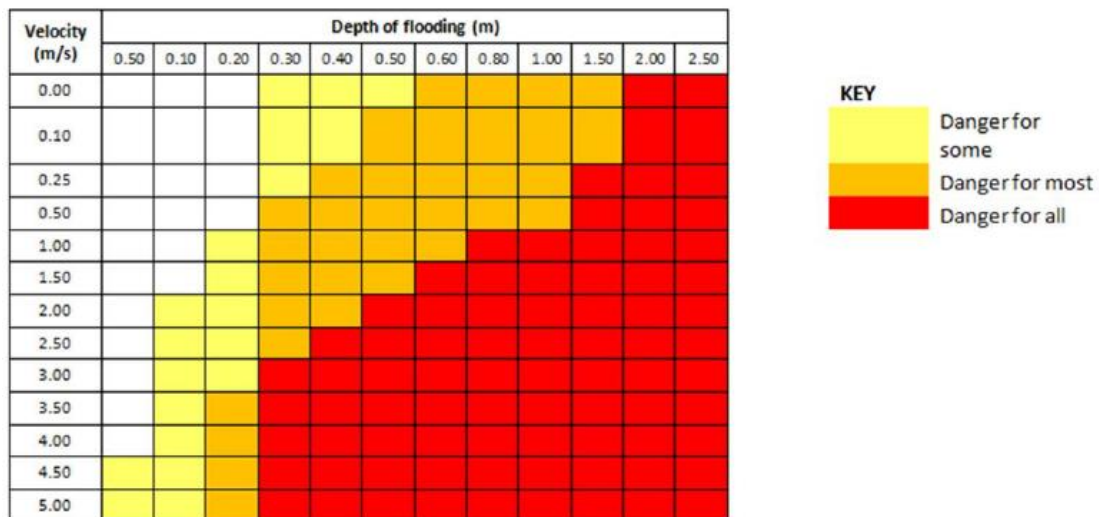 Velocity (m/s)
Depth of flooding (m)
0.50 0.10 0.20 0.30 0.40 0.50 0.60 0.80 1.00 1.50 2.00 2.50
0.00
0.10
0.25
0.50
1.00
1.50
2.00
2.50
3.00
3.50
4.00
4.50
5.00
KEY
Danger for
some
Danger for most
Danger for all